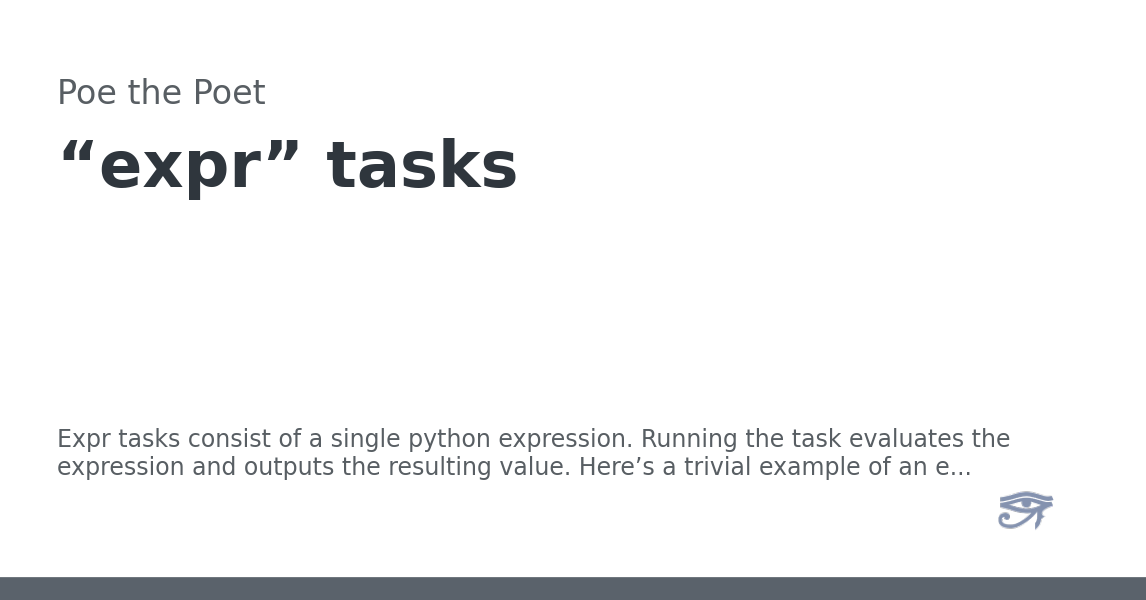 Poe the Poet
“expr” tasks
Expr tasks consist of a single python expression. Running the task evaluates the
expression and outputs the resulting value. Here’s a trivial example of an e...